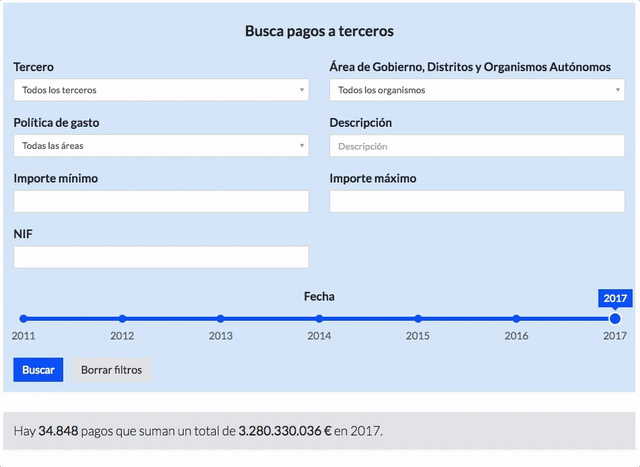 Busca pagos a terceros
Tercero
Área de Gobierno, Distritos y Organismos Autónomos
Todos los terceros
Todos los organismos
Política de gasto
Descripción
Todas las áreas
Descripción
Importe mínimo
Importe máximo
NIF
Fecha
2017
2011 2012 2013 2014 2015 2016 2017
Buscar
Borrar filtros
Hay 34.848 pagos que suman un total de 3.280.330.036 € en 2017.